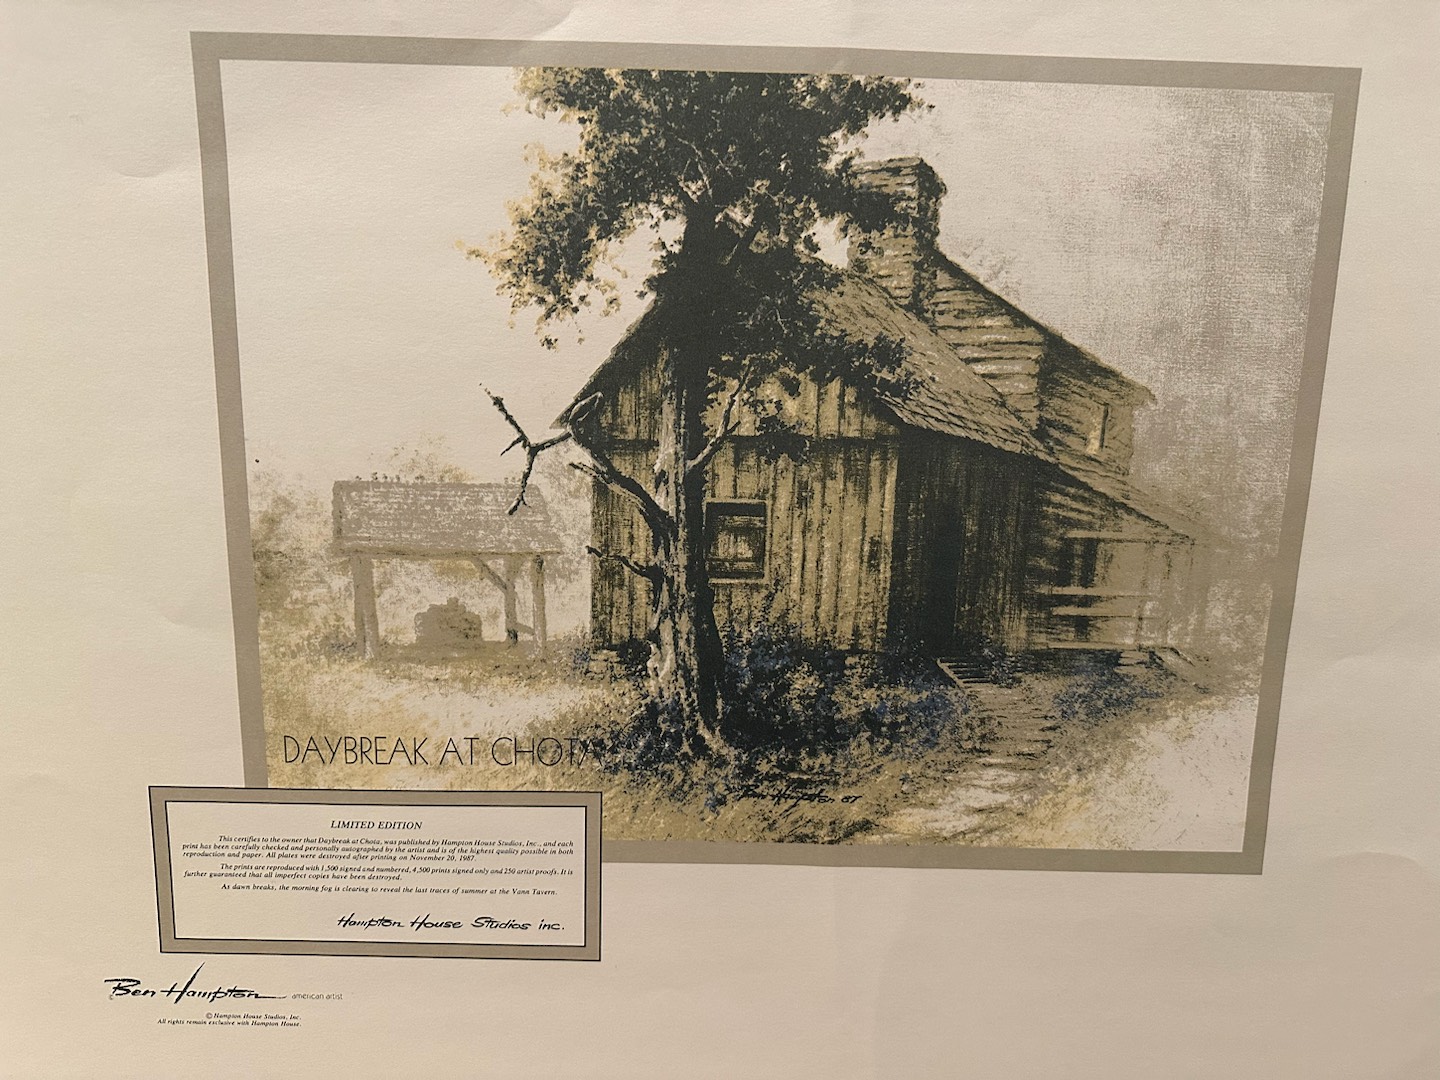 DAYBREAK AT CHOTA
Ben Hampton 87
LIMITED EDITION
This certifies to the owner that Daybreak at Chota, was published by Hampton House Studios, Inc., and each
print has been carefully checked and personally autographed by the artist and is of the highest quality possible in both
reproduction and paper. All plates were destroyed after printing on November 20, 1987.
The prints are reproduced with 1,500 signed and numbered, 4,500 prints signed only and 250 artist proofs. It is
further guaranteed that all imperfect copies have been destroyed.
As dawn breaks, the morning fog is clearing to reveal the last traces of summer at the Vann Tavern.
Hampton House Studios inc.
© Ben Hampton american artist
© Hampton House Studios, Inc.
All rights remain exclusive with Hampton House.